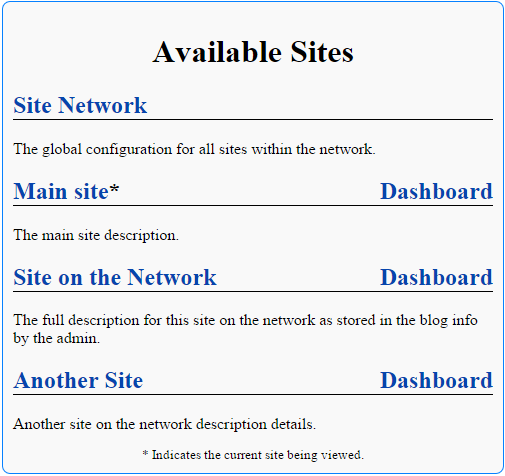 Available Sites
Site Network
The global configuration for all sites within the network.
Main site* Dashboard
The main site description.
Site on the Network Dashboard
The full description for this site on the network as stored in the blog info
by the admin.
Another Site Dashboard
Another site on the network description details.
* Indicates the current site being viewed.